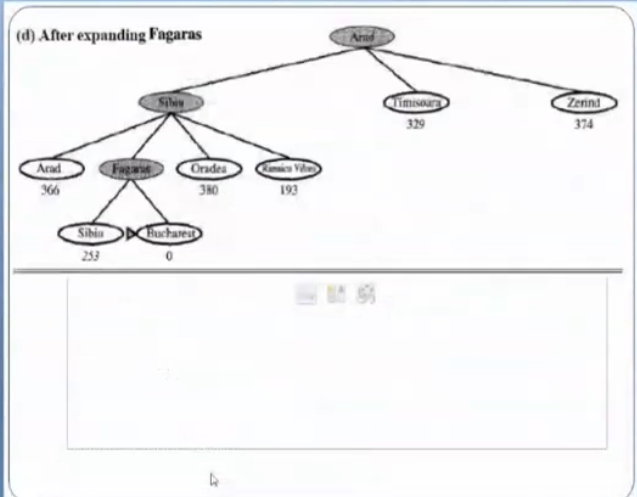 (d) After expanding Fagaras
Arad
Sibiu
Timisoara
Zerind
329
374
Arad
Fagaras
Oradea
Rimnicu Vilcea
366
380
193
Sibiu
Bucharest
253
0